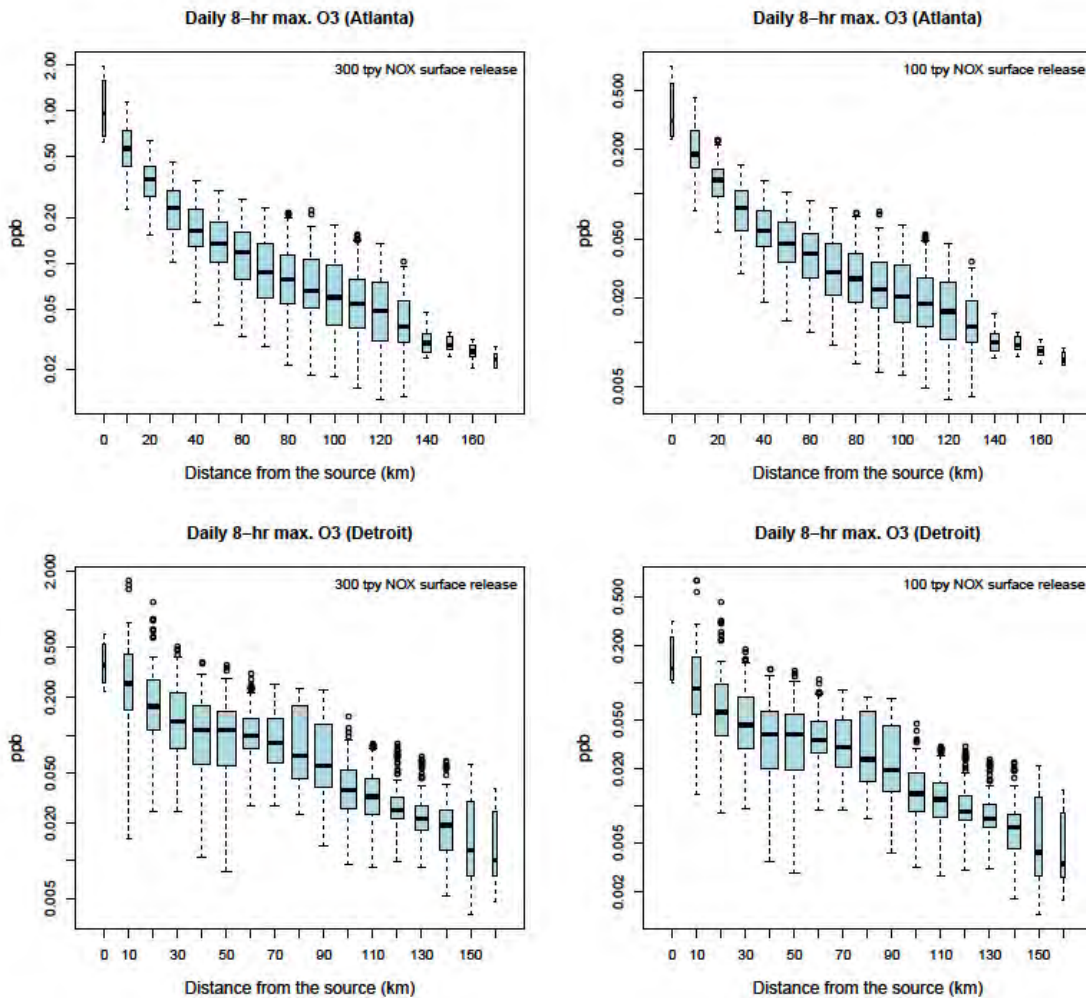 Daily 8−hr max. O3 (Atlanta)
300 tpy NOX surface release
ppb
2.00
1.00
0.50
0.20
0.10
0.05
0.02
0 20 40 60 80 100 120 140 160
Distance from the source (km)
Daily 8−hr max. O3 (Atlanta)
100 tpy NOX surface release
ppb
0.500
0.200
0.050
0.020
0.005
0 20 40 60 80 100 120 140 160
Distance from the source (km)
Daily 8−hr max. O3 (Detroit)
300 tpy NOX surface release
ppb
2.000
0.500
0.200
0.050
0.020
0.005
0 10 30 50 70 90 110 130 150
Distance from the source (km)
Daily 8−hr max. O3 (Detroit)
100 tpy NOX surface release
ppb
0.500
0.200
0.050
0.020
0.005
0.002
0 10 30 50 70 90 110 130 150
Distance from the source (km)